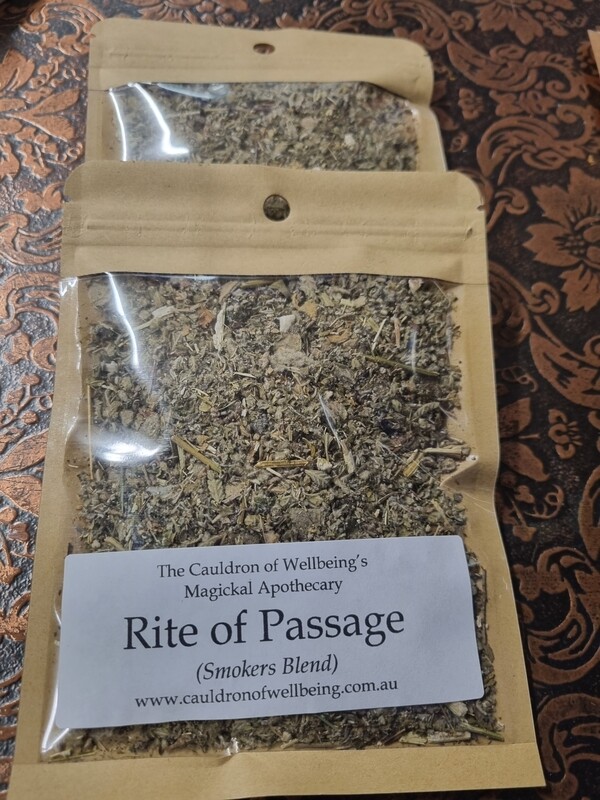 The Cauldron of Wellbeing's
Magickal Apothecary
Rite of Passage
(Smokers Blend)
www.cauldronofwellbeing.com.au